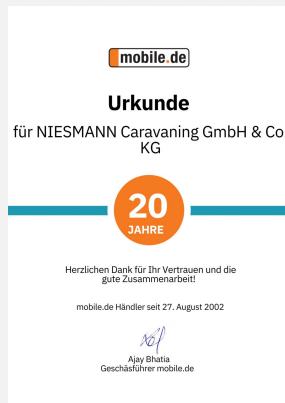 mobile.de
Urkunde
für NIESMANN Caravaning GmbH & Co
KG
20
JAHRE
Herzlichen Dank für Ihr Vertrauen und die
gute Zusammenarbeit!
mobile.de Händler seit 27. August 2002
Ajay Bhatia
Geschäsführer mobile.de